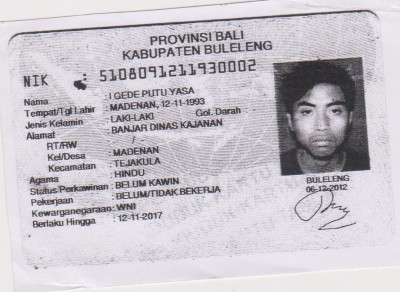 PROVINSI BALI
KABUPATEN BULELENG
NIK 5108091211930002
Nama : I GEDE PUTU YASA
Tempat/Tgl Lahir : MADENAN, 12-11-1993
Jenis Kelamin : LAKI-LAKI Gol. Darah :
Alamat : BANJAR DINAS KAJANAN
RT/RW :
Kel/Desa : MADENAN
Kecamatan : TEJAKULA
Agama : HINDU
Status Perkawinan : BELUM KAWIN
Pekerjaan : BELUM/TIDAK BEKERJA
Kewarganegaraan : WNI
Berlaku Hingga : 12-11-2017
BULELENG
06-12-2012